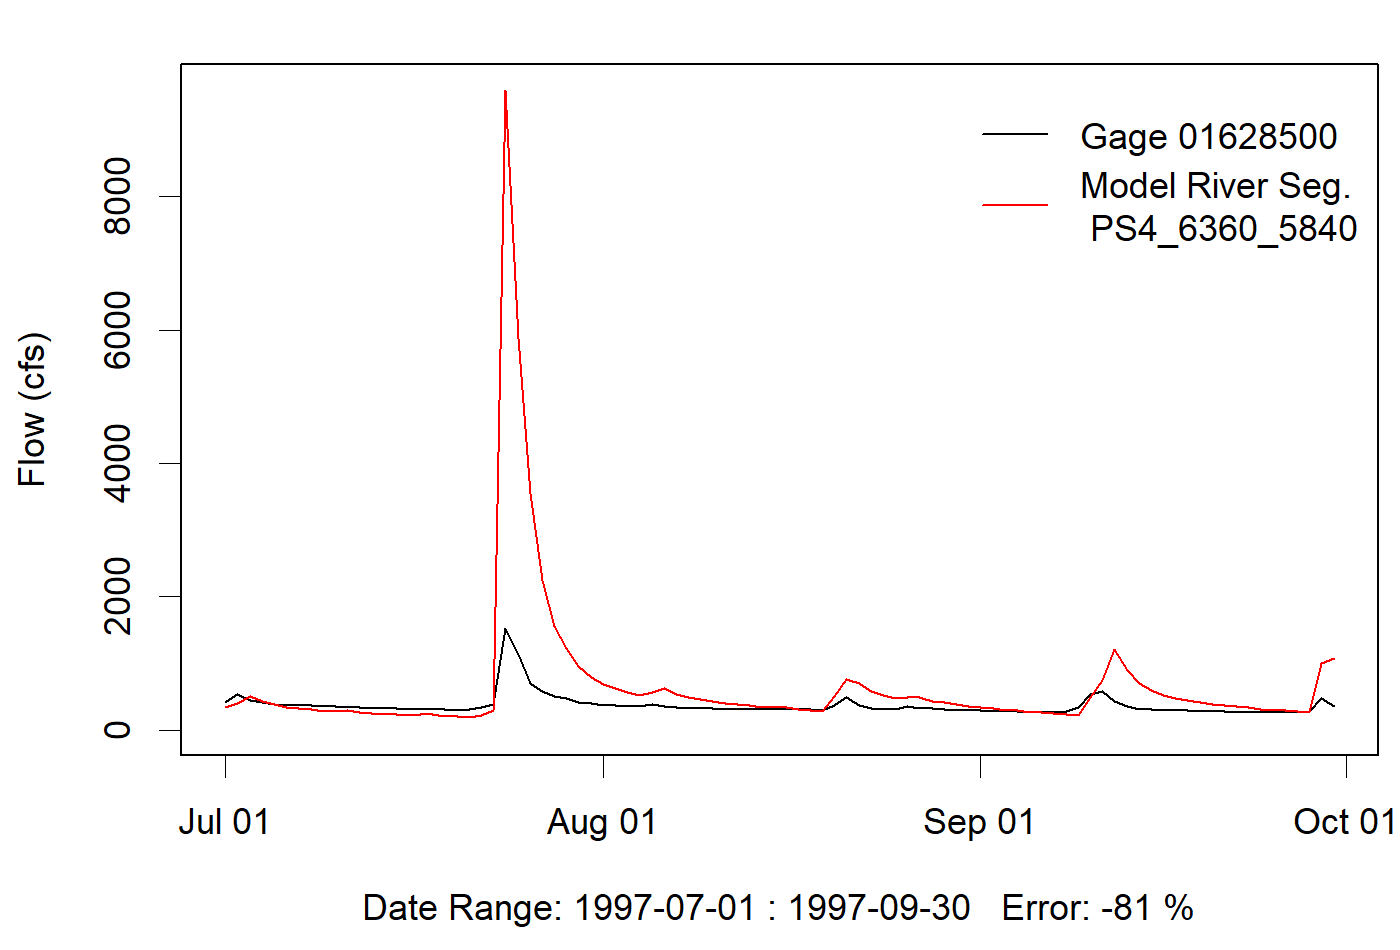 Gage 01628500
Model River Seg.
PS4_6360_5840
Flow (cfs)
8000
6000
4000
2000
0
Jul 01
Aug 01
Sep 01
Oct 01
Date Range: 1997-07-01 : 1997-09-30 Error: -81 %